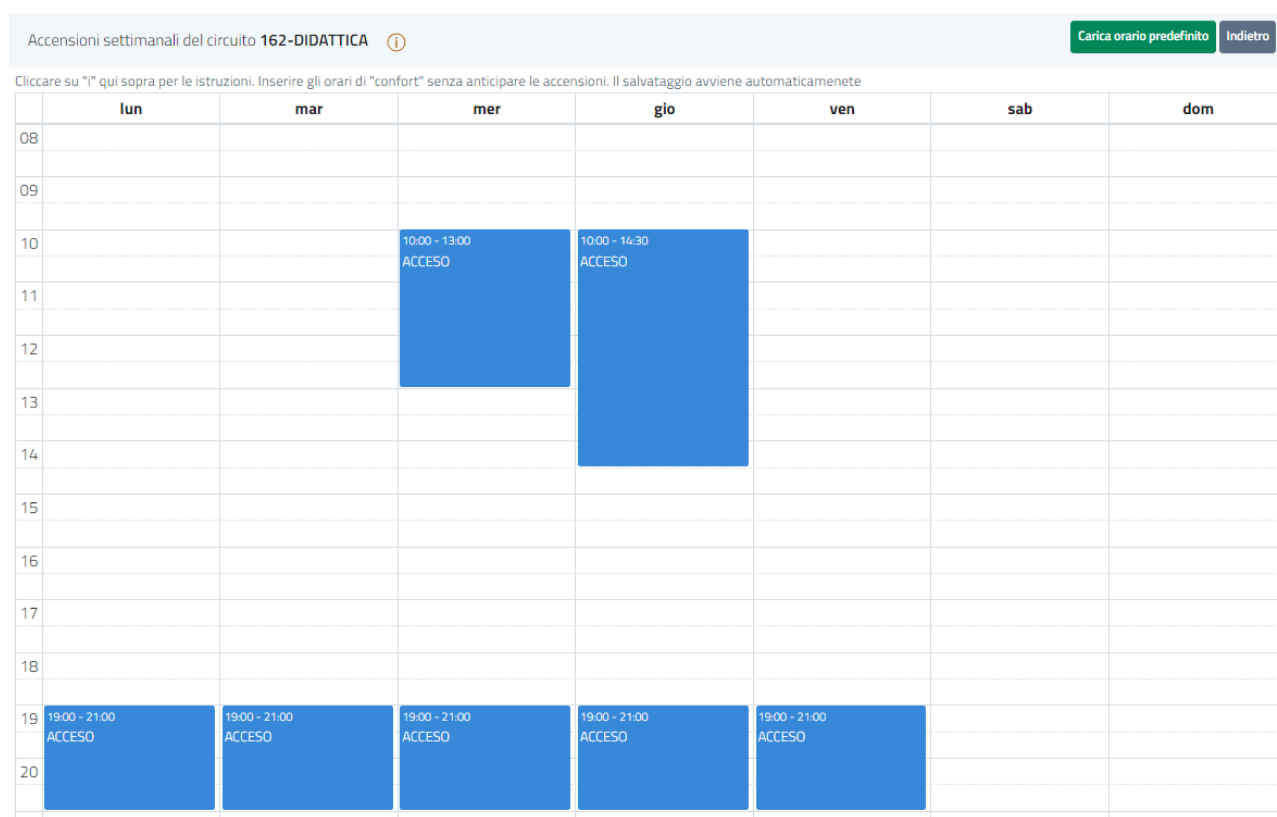 Accensioni settimanali del circuito 162-DIDATTICA i
Carica orario predefinito
Indietro
Cliccare su "i" qui sopra per le istruzioni. Inserire gli orari di "confort" senza anticipare le accensioni. Il salvataggio avviene automaticamenete
lun mar mer gio ven sab dom
08
09
10
10:00 - 13:00
ACCESO
10:00 - 14:30
ACCESO
11
12
13
14
15
16
17
18
19
19:00 - 21:00
ACCESO
19:00 - 21:00
ACCESO
19:00 - 21:00
ACCESO
19:00 - 21:00
ACCESO
19:00 - 21:00
ACCESO
20